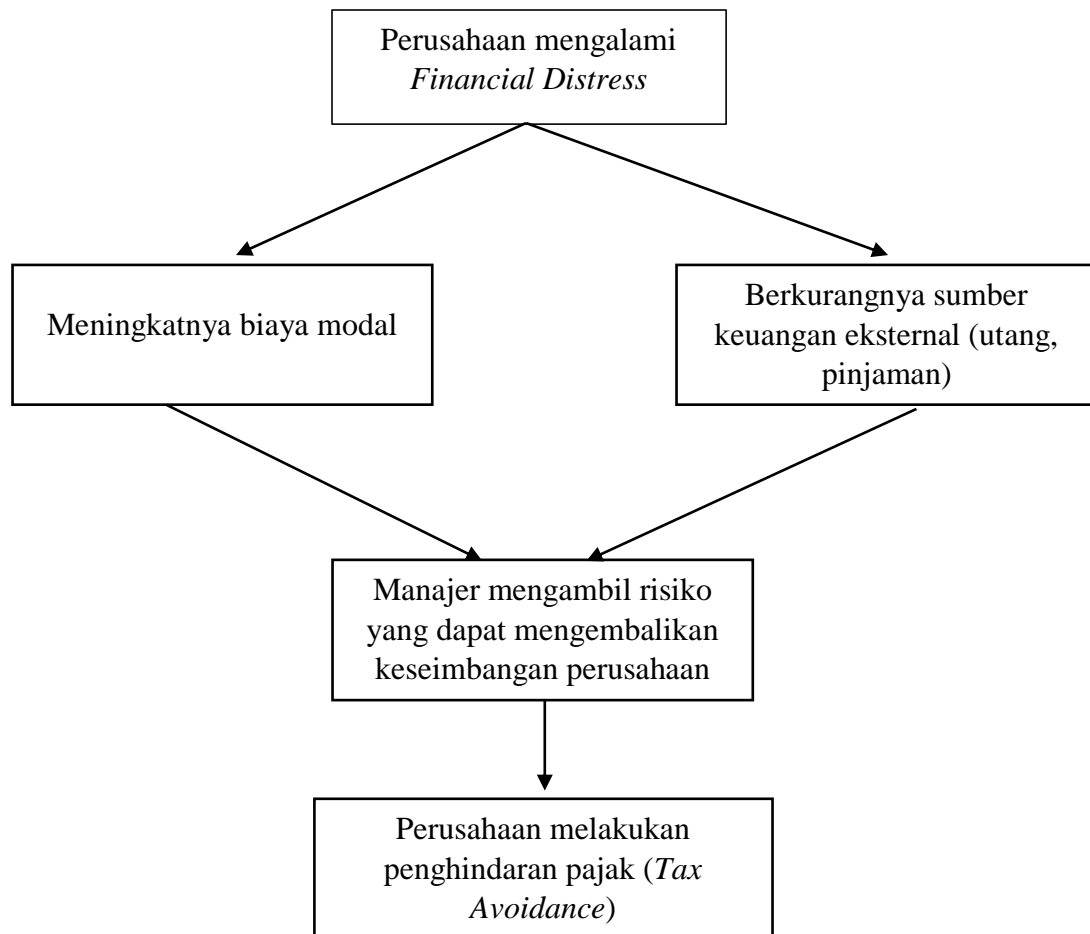 Perusahaan mengalami
Financial Distress
Meningkatnya biaya modal
Berkurangnya sumber
keuangan eksternal (utang,
pinjaman)
Manajer mengambil risiko
yang dapat mengembalikan
keseimbangan perusahaan
Perusahaan melakukan
penghindaran pajak (Tax
Avoidance)